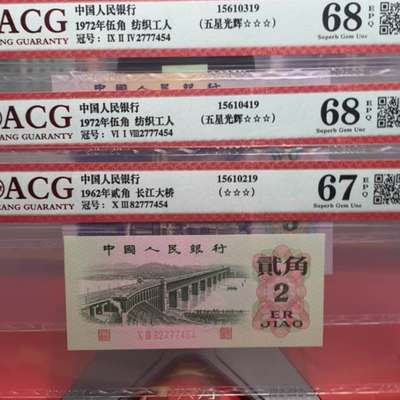 ACG
ANG GUARANTY
中国人民银行
1972年伍角 纺织工人
冠号: IX II IV2777454
15610319
(五星光辉☆☆☆)
68 EPQ
Superb Gem Unc
ACG
ANG GUARANTY
中国人民银行
1972年伍角 纺织工人
冠号: VI I VIII2777454
15610419
(五星光辉☆☆☆)
68 EPQ
Superb Gem Unc
ACG
ANG GUARANTY
中国人民银行
1962年贰角 长江大桥
冠号: X III82777454
15610219
(☆☆☆)
67 EPQ
Superb Gem Unc
中國人民銀行
貳角
2
ER
JIAO
X III 82777454